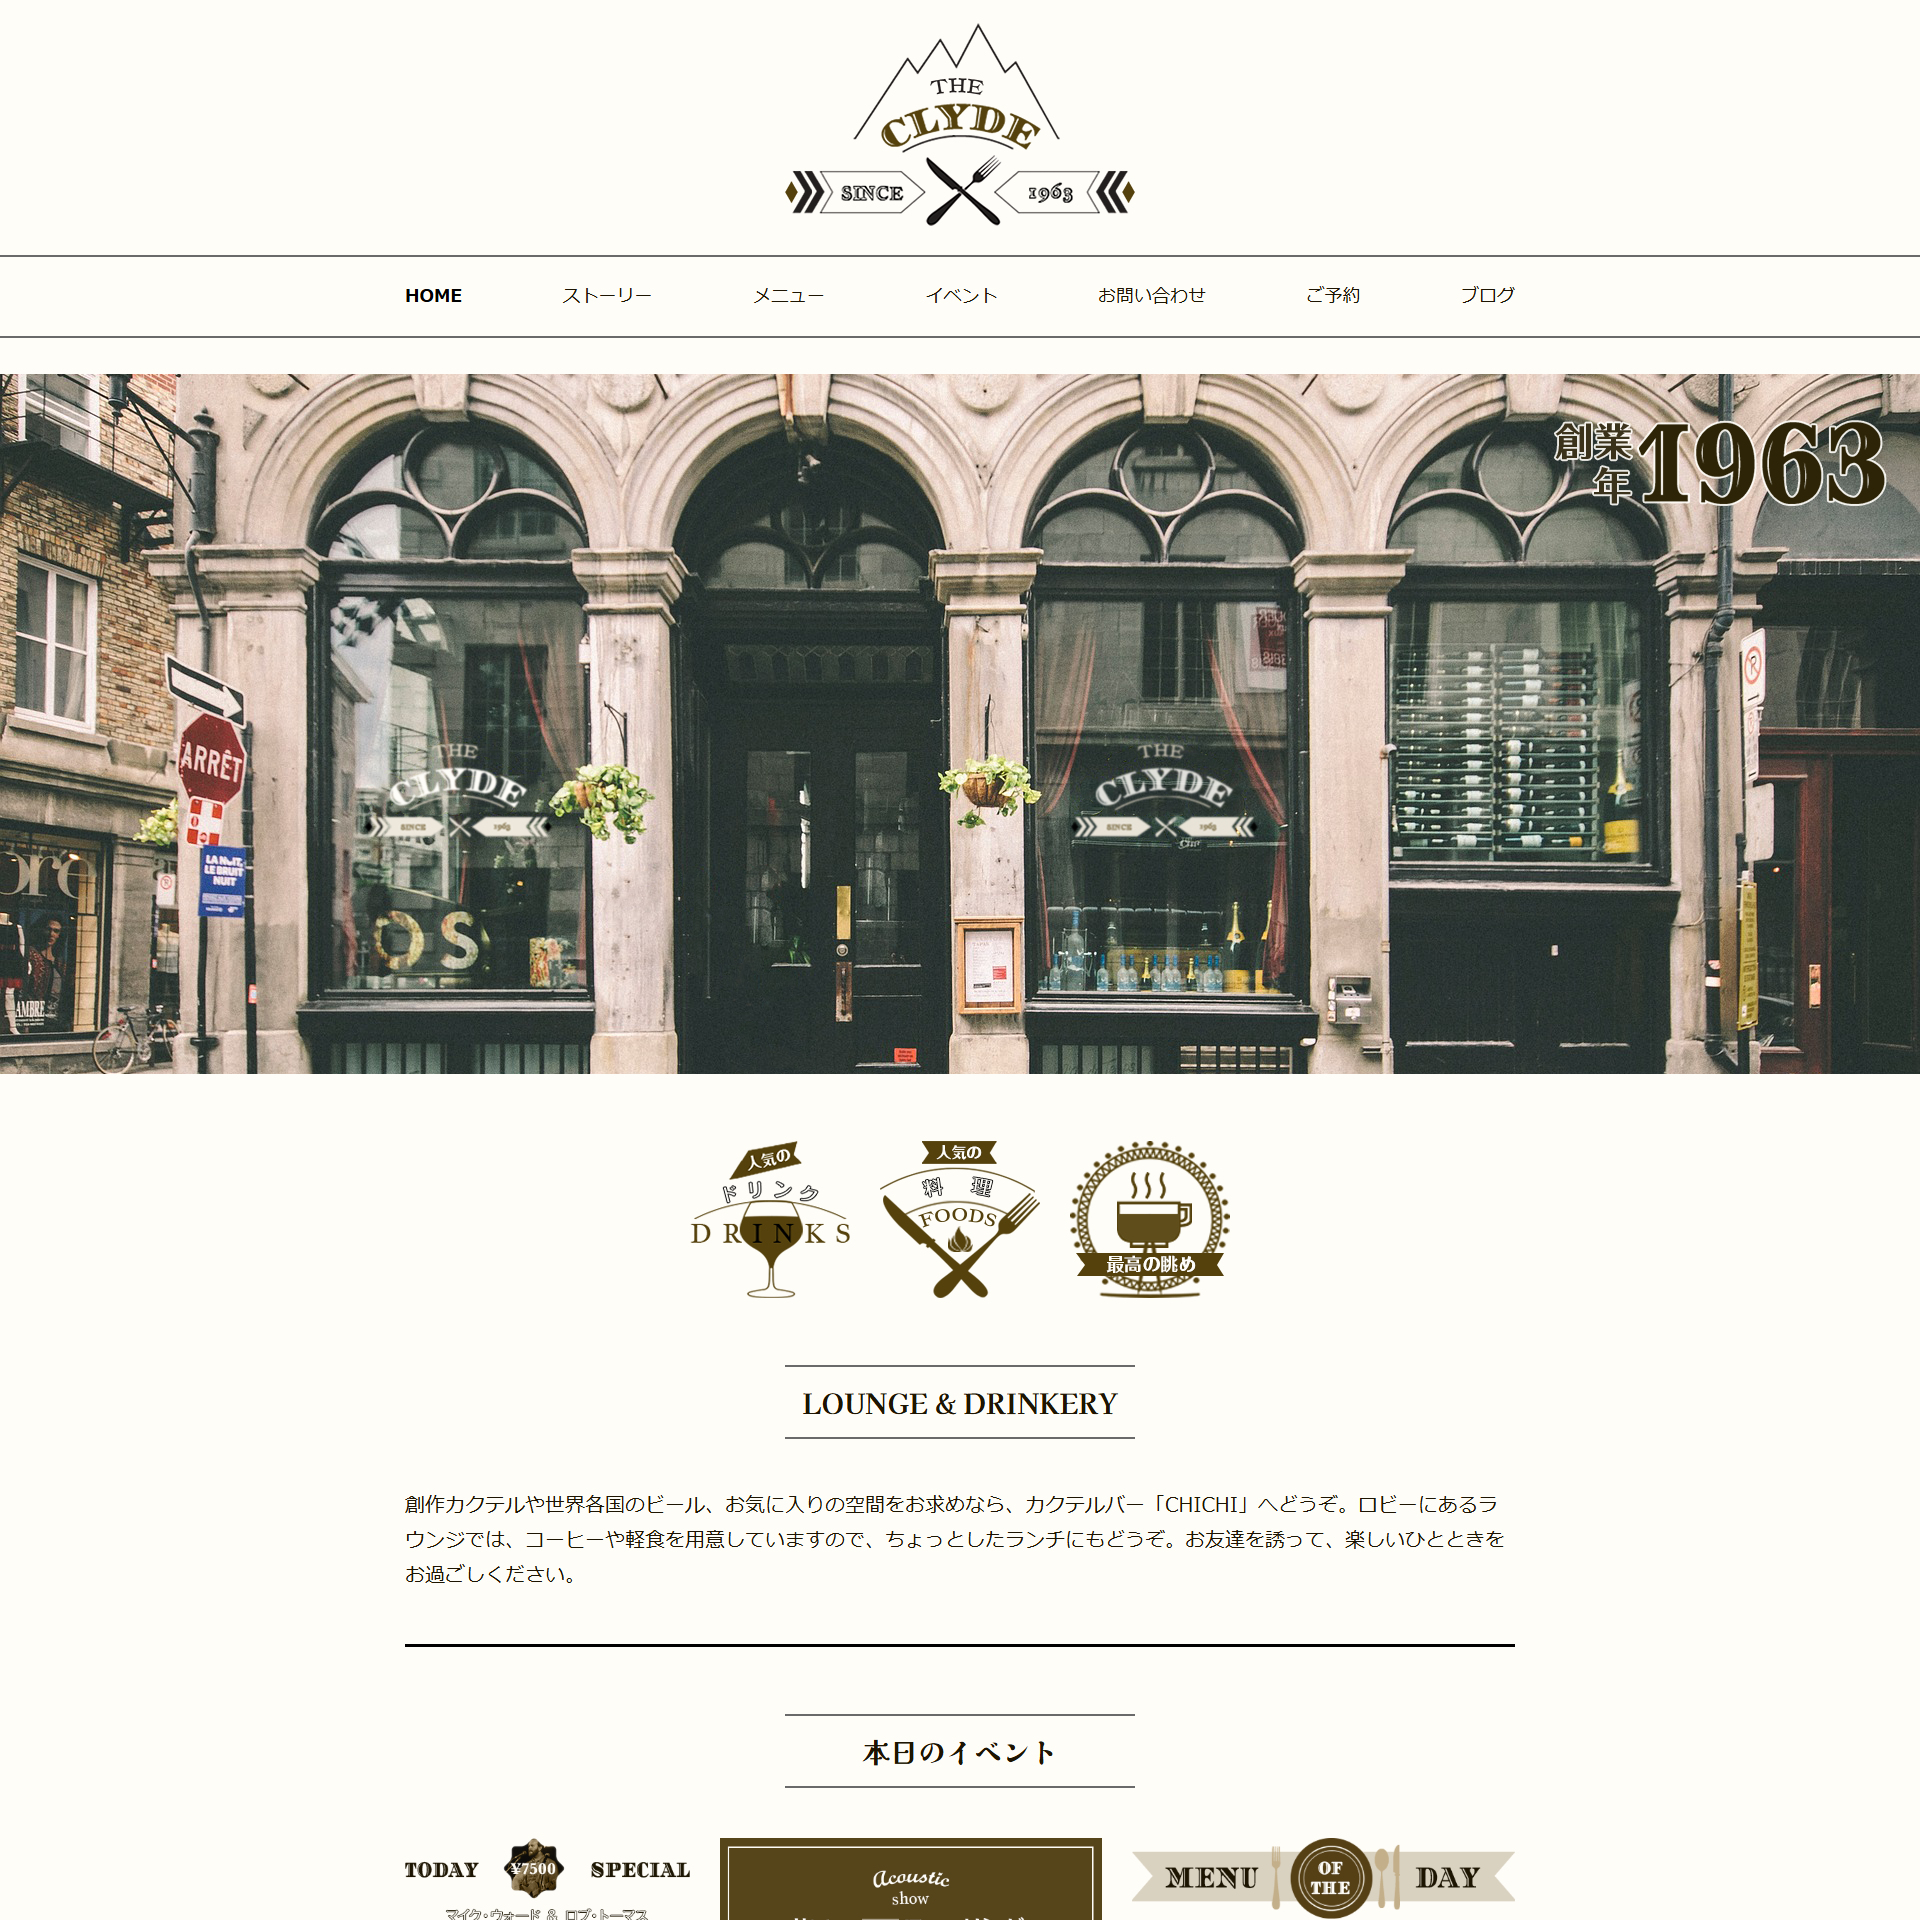 THE
CLYDE
SINCE 1963
HOME ストーリー メニュー イベント お問い合わせ ご予約 ブログ
創業年 1963
ARRÊT
LA NUIT,
LE BRUIT
NUIT
THE
CLYDE
SINCE 1963
THE
CLYDE
SINCE 1963
OS
AMBRE
人気の
ドリンク
DRINKS
人気の
料理
FOODS
最高の眺め
LOUNGE & DRINKERY
創作カクテルや世界各国のビール、お気に入りの空間をお求めなら、カクテルバー「CHICHI」へどうぞ。ロビーにあるラ
ウンジでは、コーヒーや軽食を用意していますので、ちょっとしたランチにもどうぞ。お友達を誘って、楽しいひとときを
お過ごしください。
本日のイベント
TODAY ¥7500 SPECIAL
マイク・ウォード & ロブ・トーマス
Acoustic
show
MENU OF THE DAY